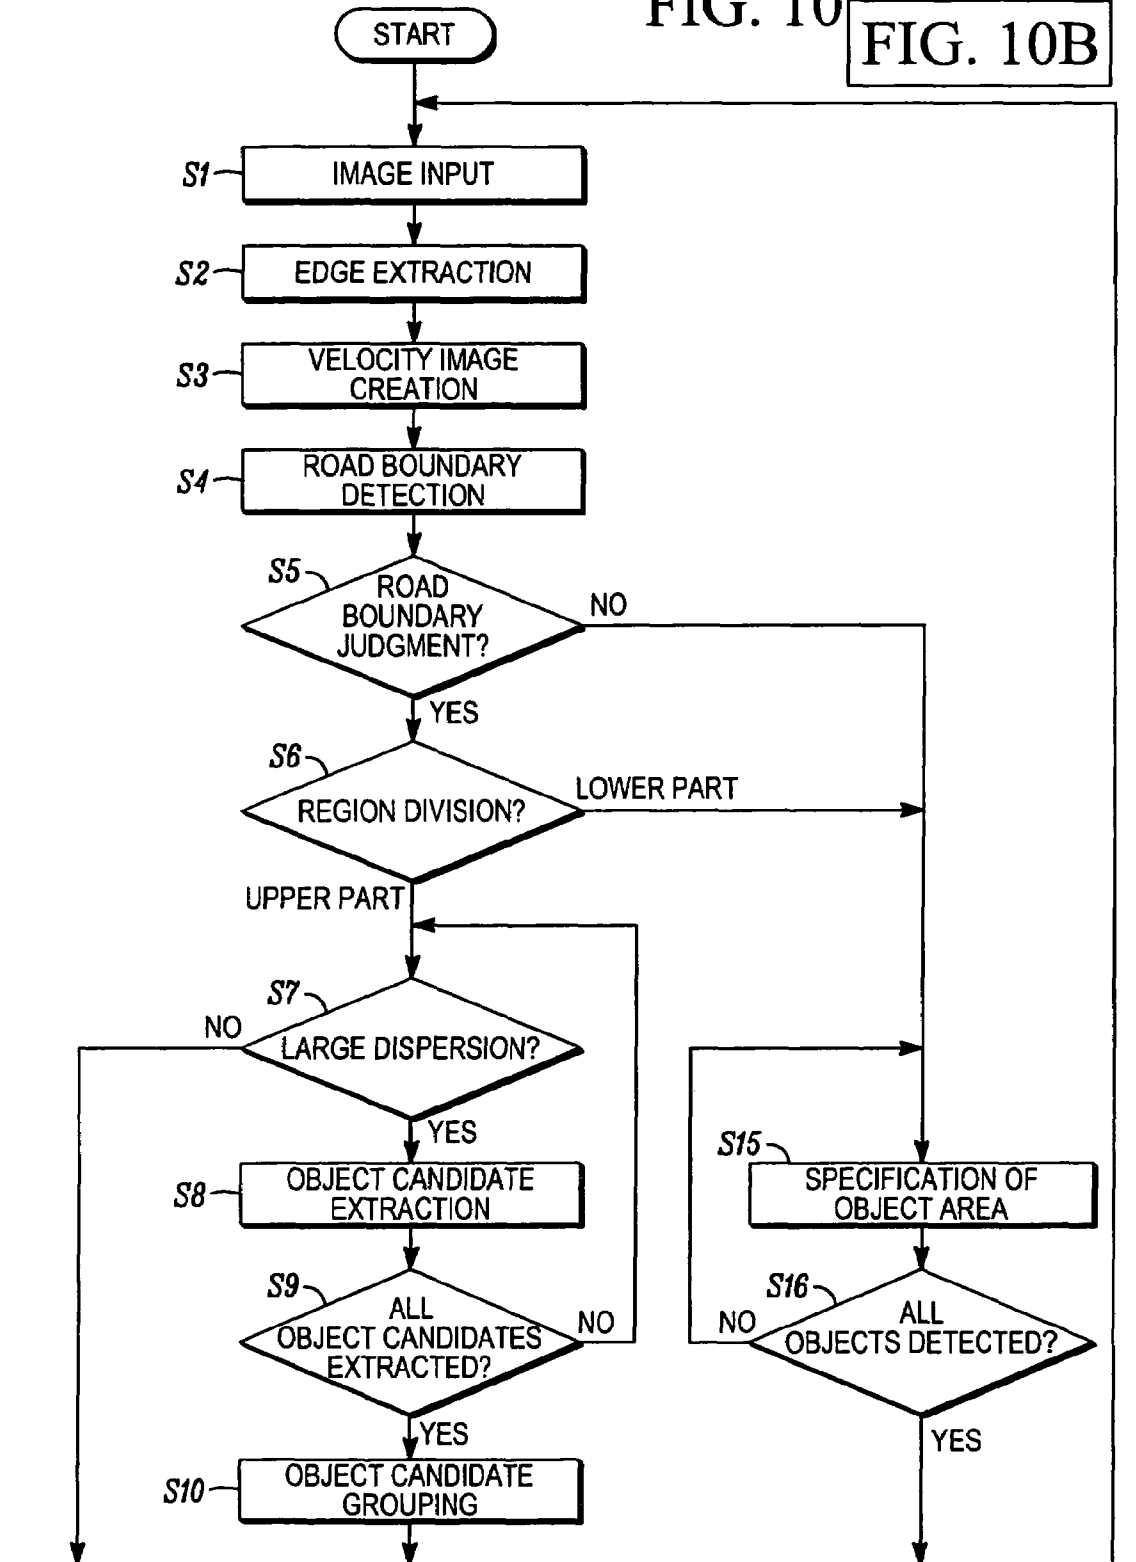 FIG. 10
FIG. 10B
START
S1
IMAGE INPUT
S2
EDGE EXTRACTION
S3
VELOCITY IMAGE
CREATION
S4
ROAD BOUNDARY
DETECTION
S5
ROAD
BOUNDARY
JUDGMENT?
NO
YES
S6
REGION DIVISION?
LOWER PART
UPPER PART
S7
NO
LARGE DISPERSION?
YES
S8
OBJECT CANDIDATE
EXTRACTION
S9
ALL
OBJECT CANDIDATES
EXTRACTED?
NO
YES
S10
OBJECT CANDIDATE
GROUPING
S15
SPECIFICATION OF
OBJECT AREA
S16
ALL
OBJECTS DETECTED?
NO
YES